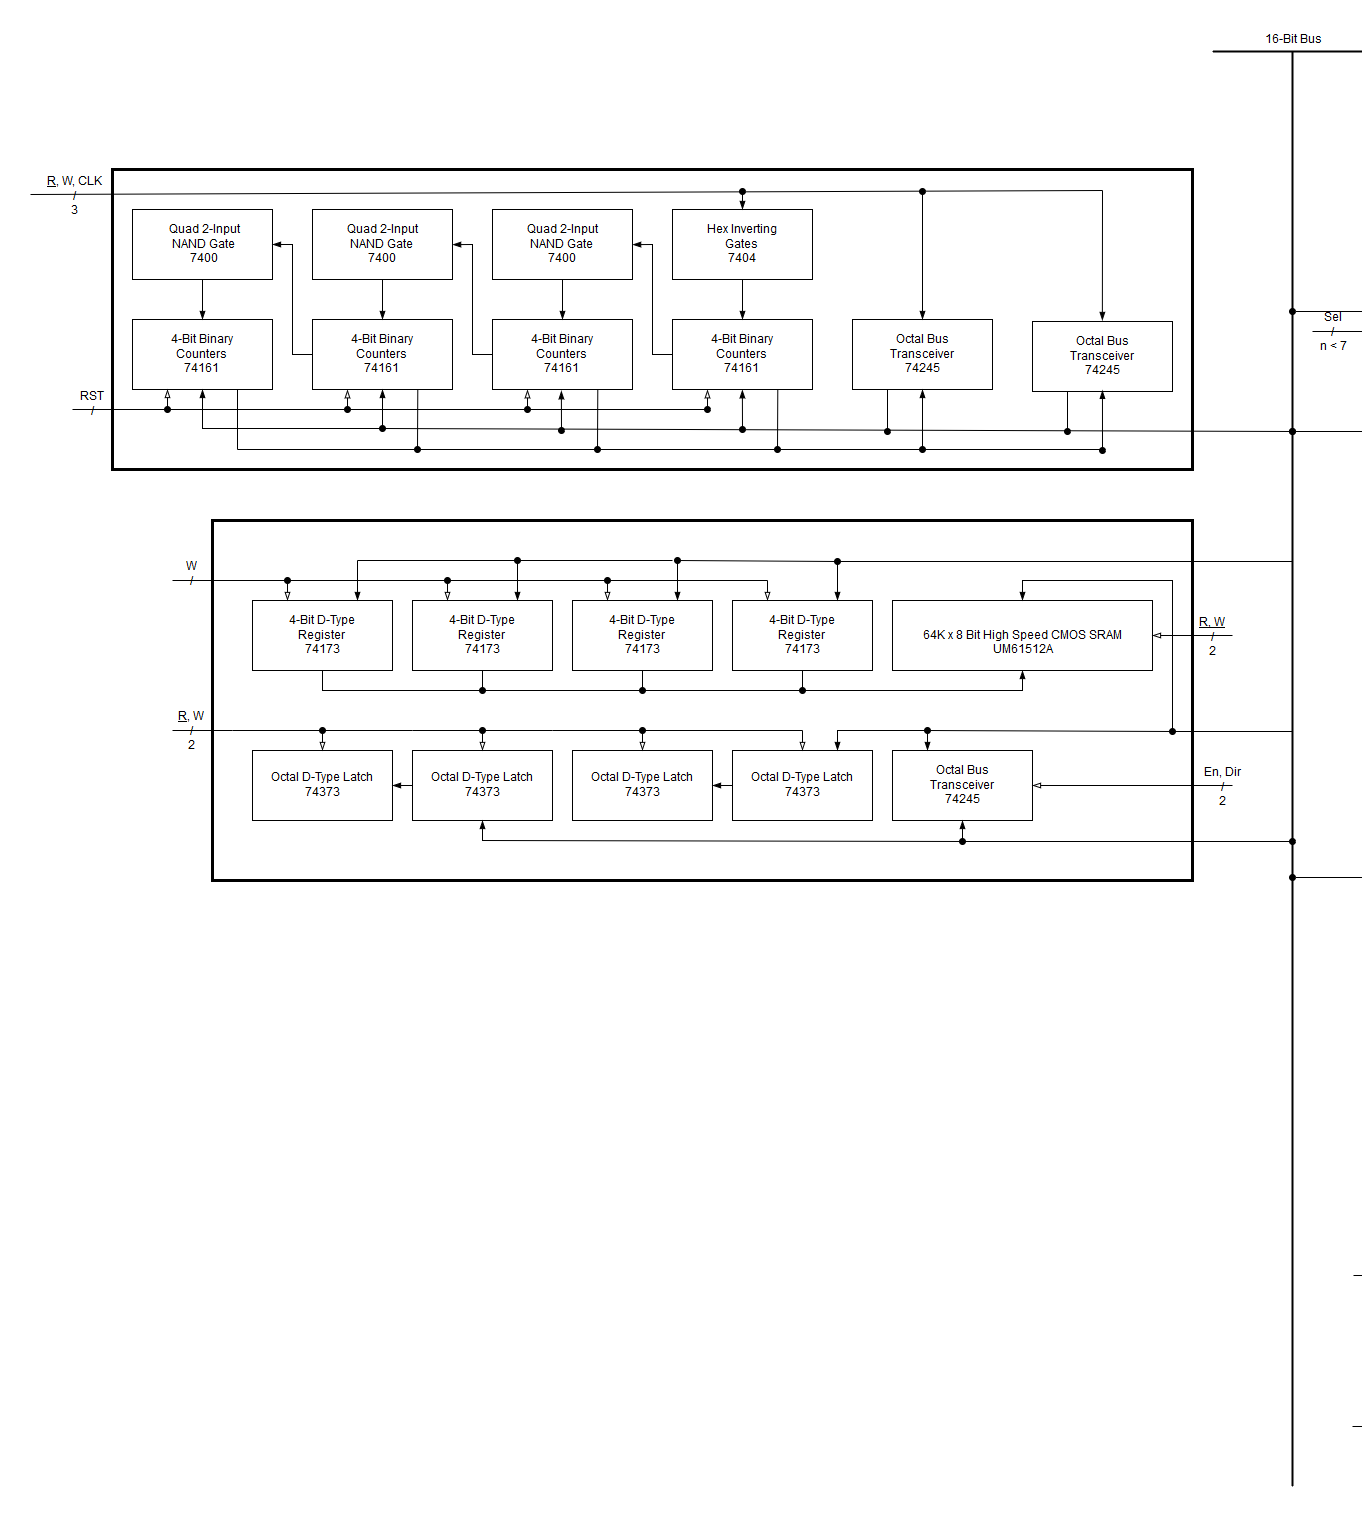 16-Bit Bus
R, W, CLK
3
Quad 2-Input
NAND Gate
7400
Quad 2-Input
NAND Gate
7400
Quad 2-Input
NAND Gate
7400
Hex Inverting
Gates
7404
4-Bit Binary
Counters
74161
4-Bit Binary
Counters
74161
4-Bit Binary
Counters
74161
4-Bit Binary
Counters
74161
Octal Bus
Transceiver
74245
Octal Bus
Transceiver
74245
Sel
n < 7
RST
W
4-Bit D-Type
Register
74173
4-Bit D-Type
Register
74173
4-Bit D-Type
Register
74173
4-Bit D-Type
Register
74173
64K x 8 Bit High Speed CMOS SRAM
UM61512A
R, W
2
R, W
2
Octal D-Type Latch
74373
Octal D-Type Latch
74373
Octal D-Type Latch
74373
Octal D-Type Latch
74373
Octal Bus
Transceiver
74245
En, Dir
2